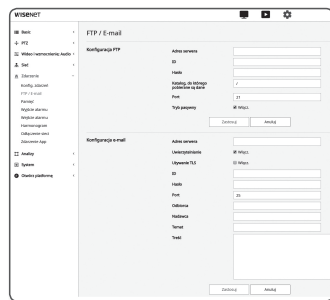 WISENET
Basic
PTZ
Wideo i wzmocnienie; Audio
Sieć
Zdarzenie
Konfig. zdarzeń
FTP / E-mail
Pamięć
Wyjście alarmu
Wejście alarmu
Harmonogram
Odłączenie sieci
Zdarzenie App
Analizy
System
Otwórz platformę
FTP / E-mail
Konfiguracja FTP
Adres serwera
ID
Hasło
Katalog, do którego
pobierane są dane
/
Port
21
Tryb pasywny
Włącz.
Zastosuj
Anuluj
Konfiguracja e-mail
Adres serwera
Uwierzytelnianie
Włącz.
Używanie TLS
Włącz.
ID
Hasło
Port
25
Odbiorca
Nadawca
Temat
Treść
Zastosuj
Anuluj